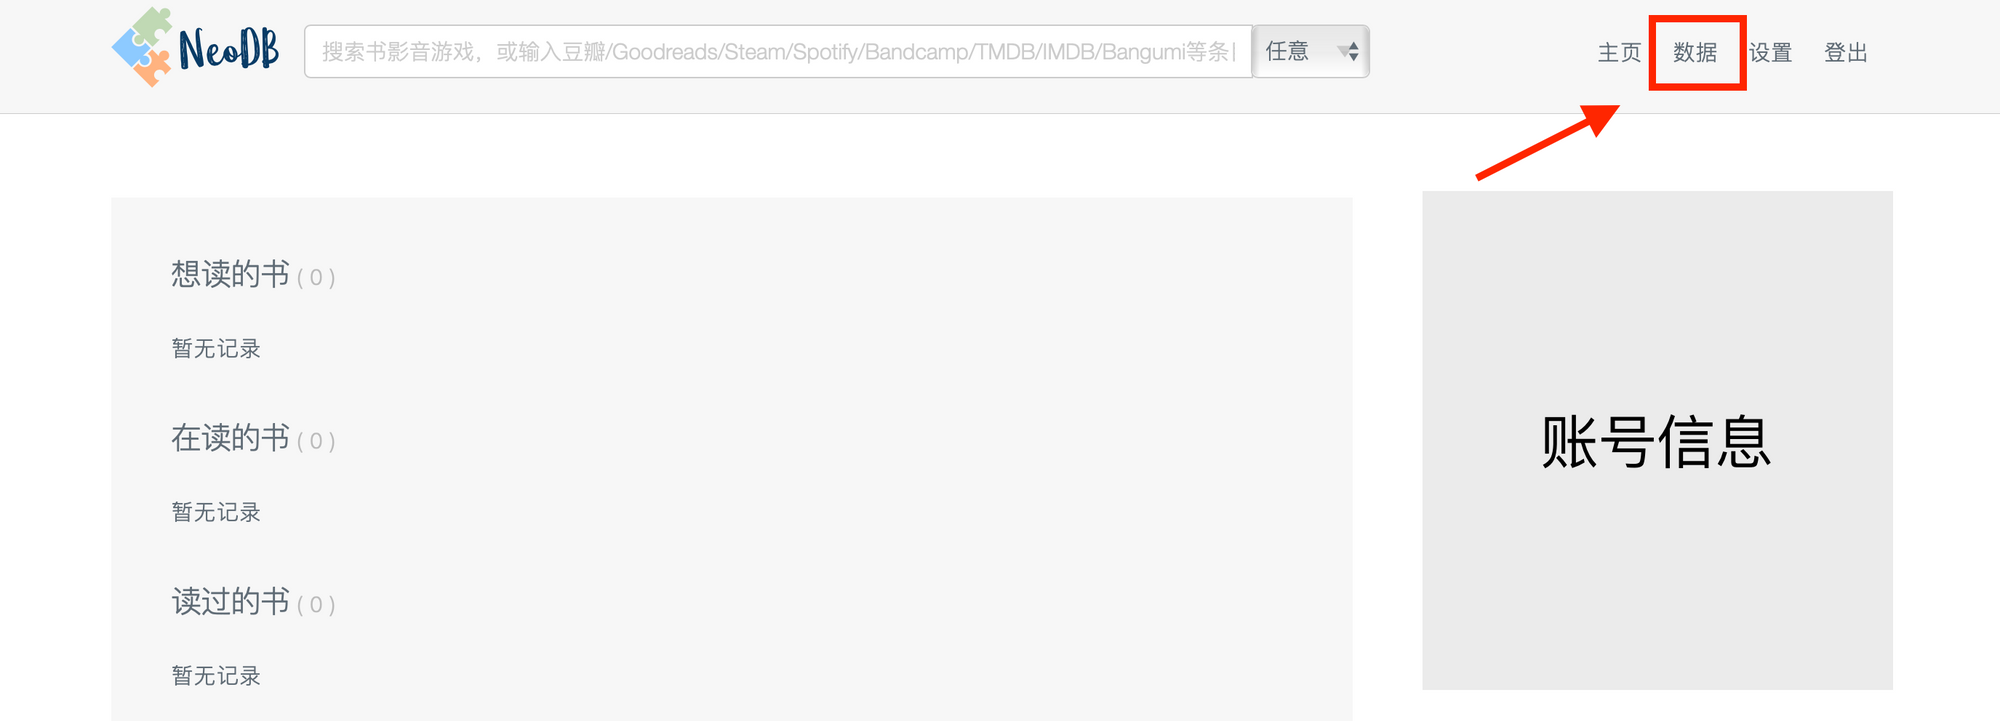 NeoDB
搜索书影音游戏，或输入豆瓣/Goodreads/Steam/Spotify/Bandcamp/TMDB/IMDB/Bangumi等条
任意
主页 数据 设置 登出
想读的书 ( 0 )
暂无记录
在读的书 ( 0 )
暂无记录
读过的书 ( 0 )
暂无记录
账号信息